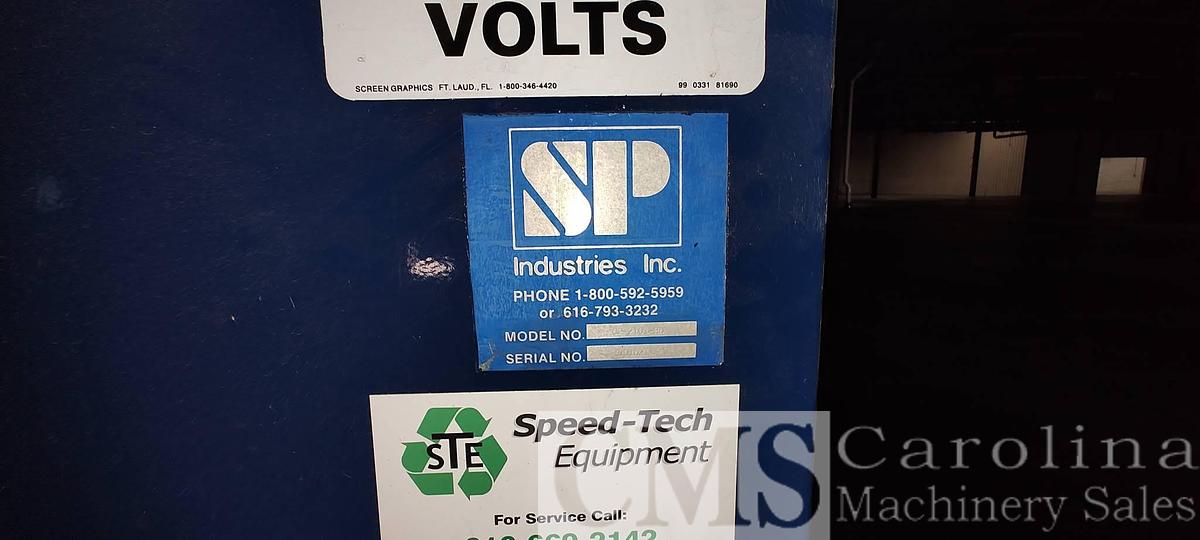 VOLTS
SCREEN GRAPHICS FT. LAUD., FL. 1-800-346-4420 99 0331 81690
SP
Industries Inc.
PHONE 1-800-592-5959
or 616-793-3232
MODEL NO.
SERIAL NO.
STE
Speed-Tech
Equipment
For Service Call:
CMS Carolina
Machinery Sales